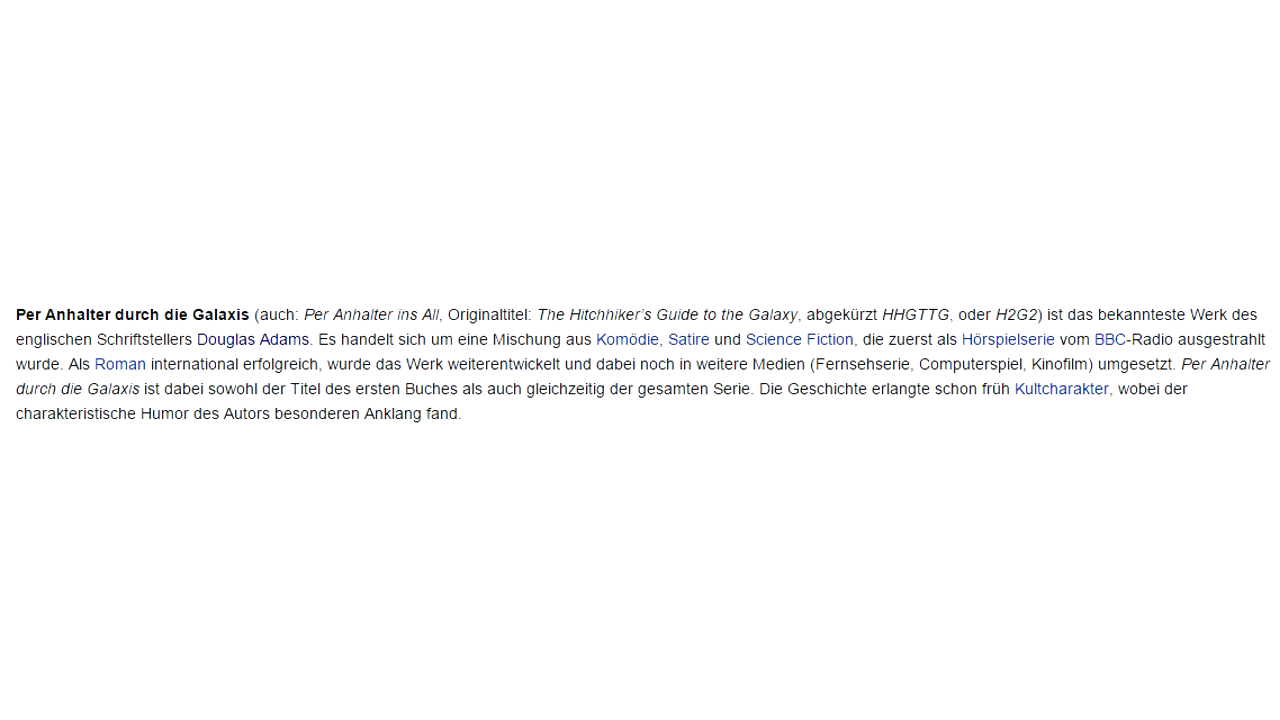 Per Anhalter durch die Galaxis (auch: Per Anhalter ins All, Originaltitel: The Hitchhiker's Guide to the Galaxy, abgekürzt HHGTTG, oder H2G2) ist das bekannteste Werk des
englischen Schriftstellers Douglas Adams. Es handelt sich um eine Mischung aus Komödie, Satire und Science Fiction, die zuerst als Hörspielserie vom BBC-Radio ausgestrahlt
wurde. Als Roman international erfolgreich, wurde das Werk weiterentwickelt und dabei noch in weitere Medien (Fernsehserie, Computerspiel, Kinofilm) umgesetzt. Per Anhalter
durch die Galaxis ist dabei sowohl der Titel des ersten Buches als auch gleichzeitig der gesamten Serie. Die Geschichte erlangte schon früh Kultcharakter, wobei der
charakteristische Humor des Autors besonderen Anklang fand.